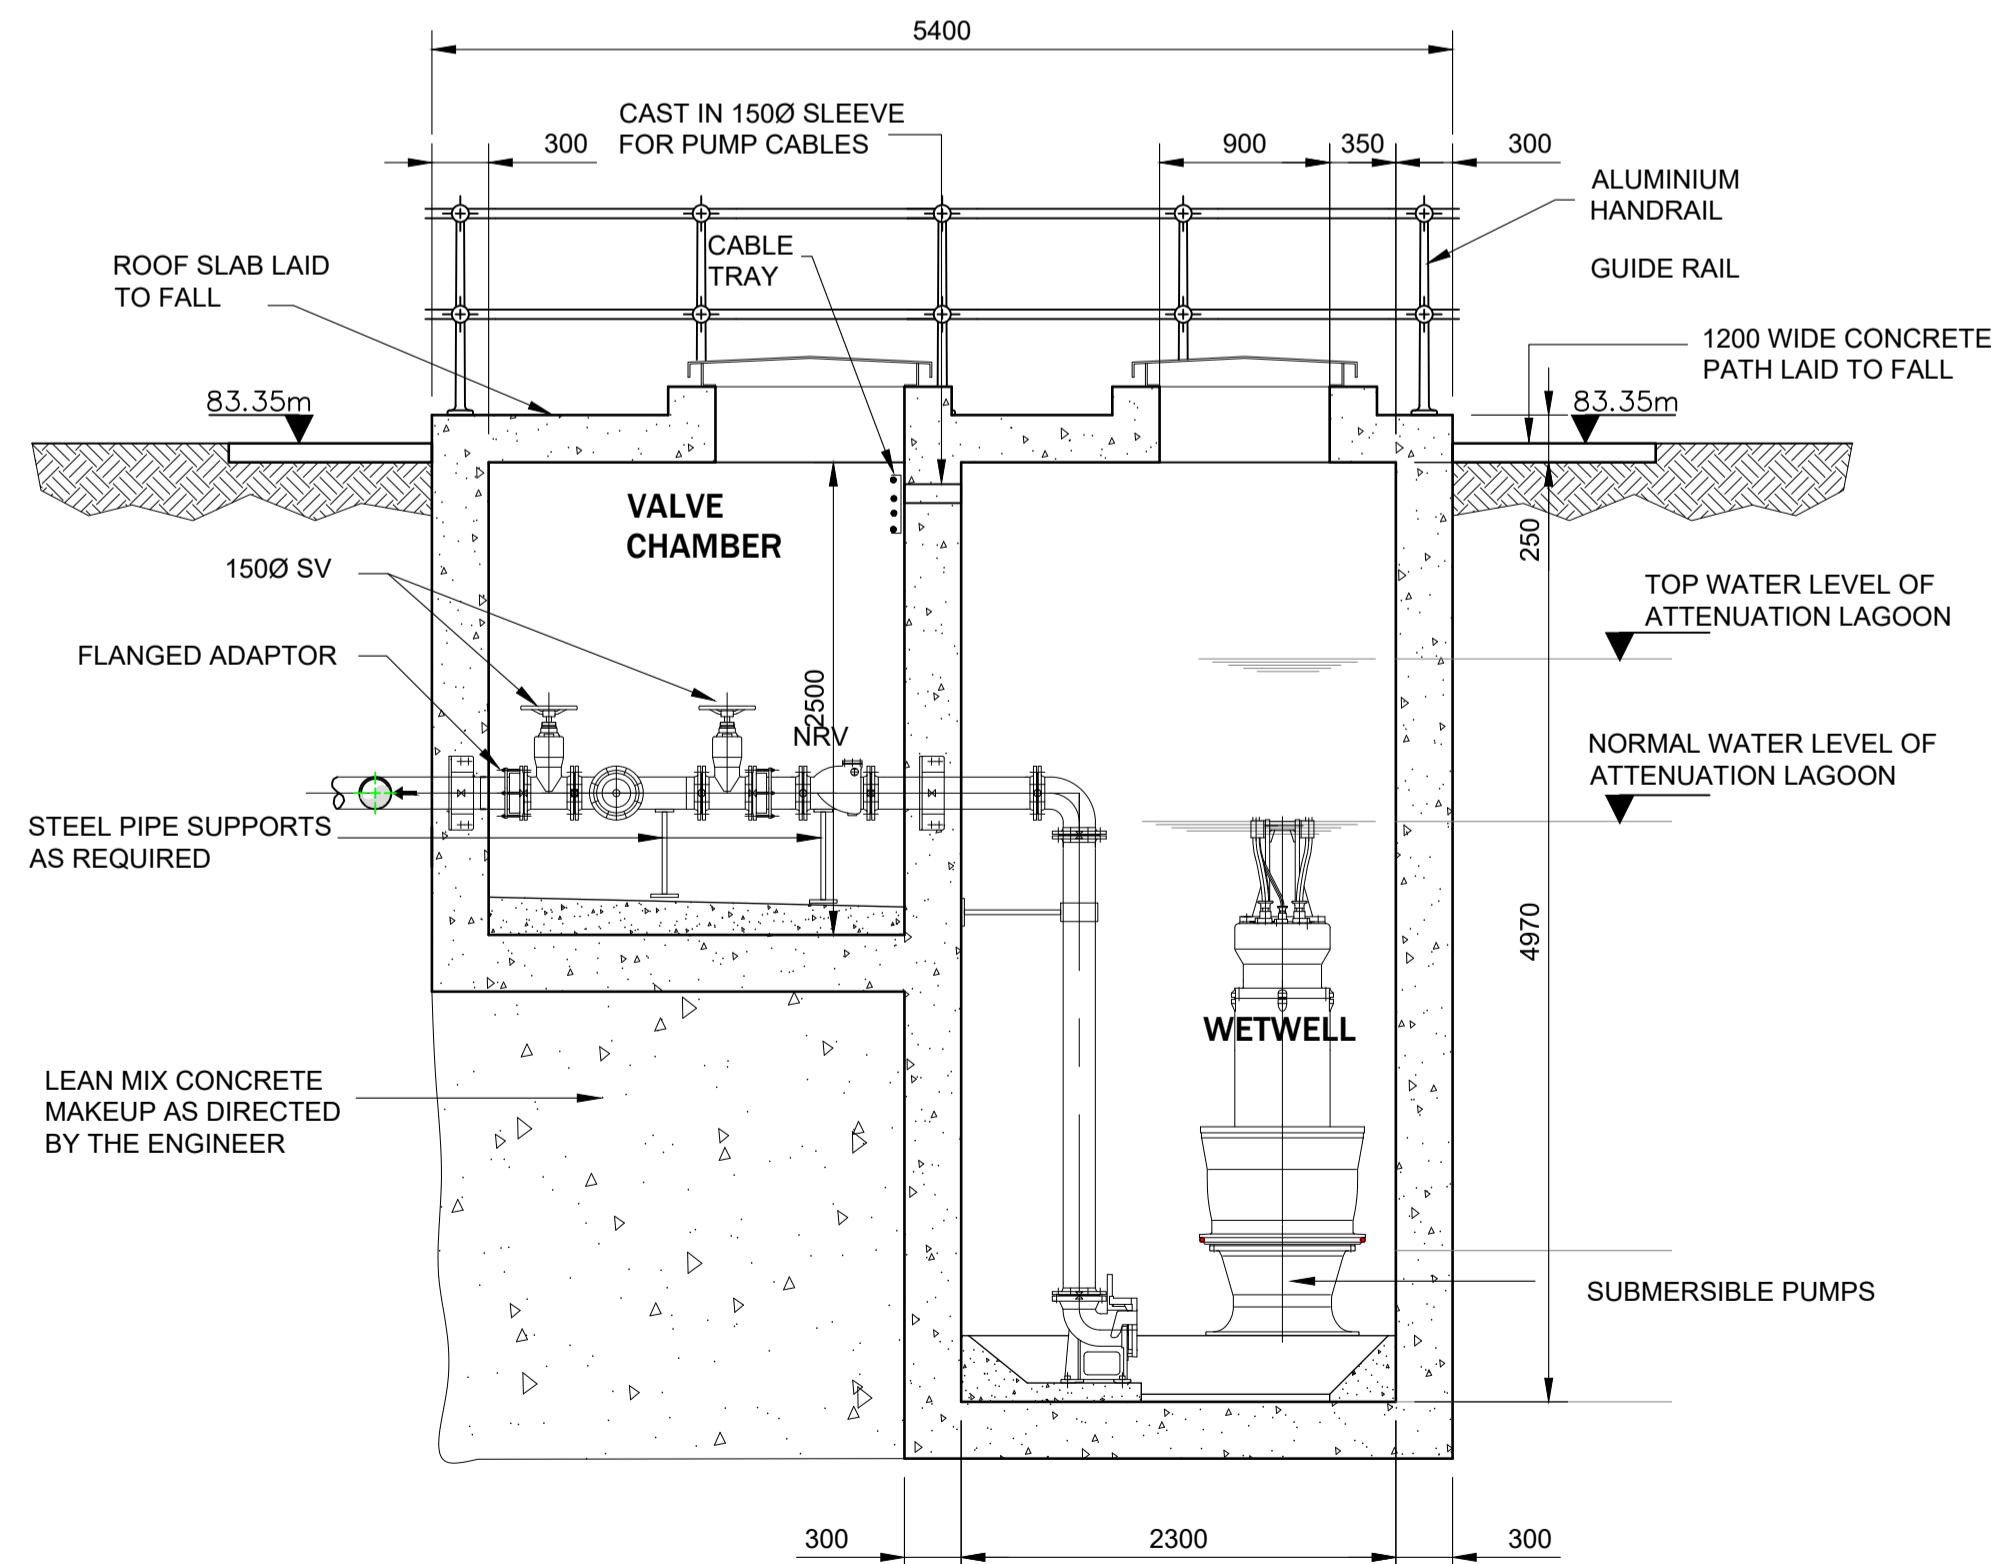 5400
CAST IN 150Ø SLEEVE
FOR PUMP CABLES
300
900
350
300
ALUMINIUM
HANDRAIL
GUIDE RAIL
CABLE
TRAY
ROOF SLAB LAID
TO FALL
1200 WIDE CONCRETE
PATH LAID TO FALL
83.35m
83.35m
VALVE
CHAMBER
250
150Ø SV
TOP WATER LEVEL OF
ATTENUATION LAGOON
FLANGED ADAPTOR
2500
NRV
NORMAL WATER LEVEL OF
ATTENUATION LAGOON
STEEL PIPE SUPPORTS
AS REQUIRED
4970
WETWELL
LEAN MIX CONCRETE
MAKEUP AS DIRECTED
BY THE ENGINEER
SUBMERSIBLE PUMPS
300
2300
300